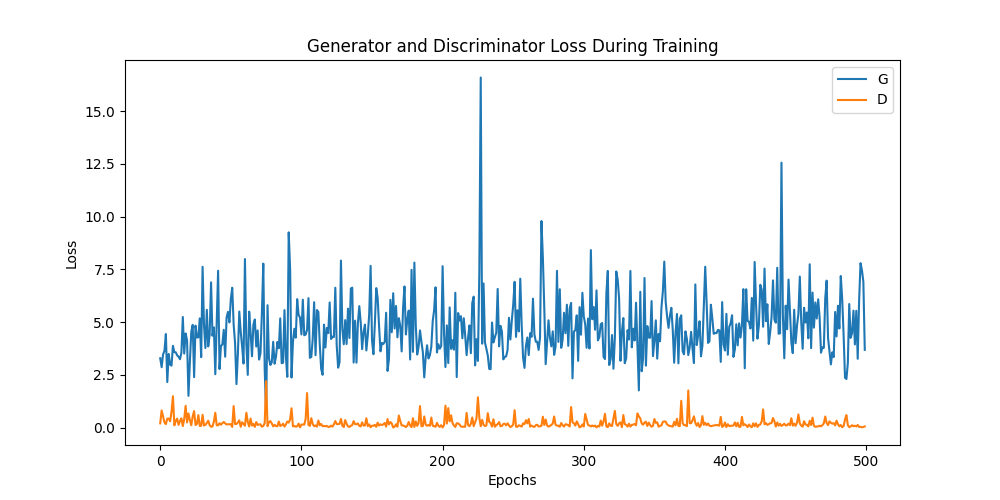 Generator and Discriminator Loss During Training
G
D
15.0
12.5
10.0
7.5
5.0
2.5
0.0
Loss
0 100 200 300 400 500
Epochs